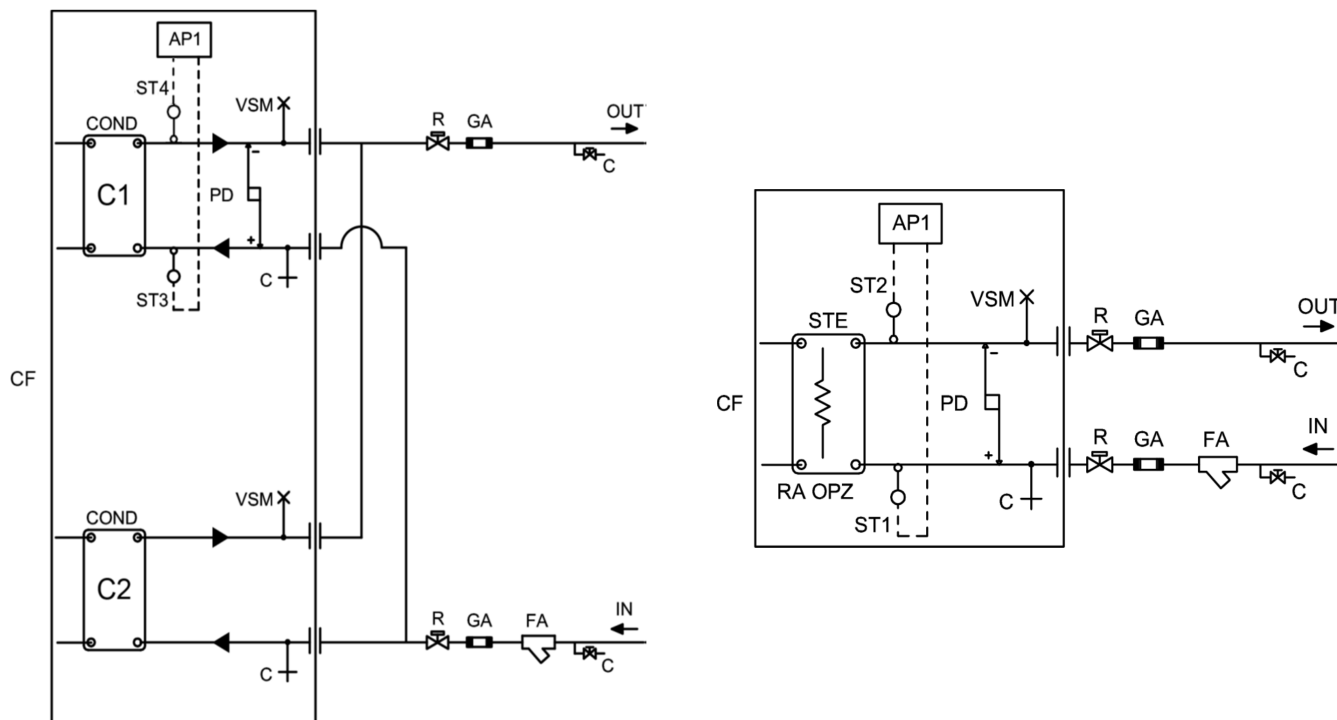 AP1
ST4
VSM
COND
R
GA
OUT
C1
-
PD
C
+
C
ST3
CF
VSM
COND
C2
R
GA
FA
IN
C
C
AP1
ST2
VSM
STE
R
GA
OUT
-
C
CF
PD
R
GA
FA
IN
+
RA OPZ
C
C
ST1